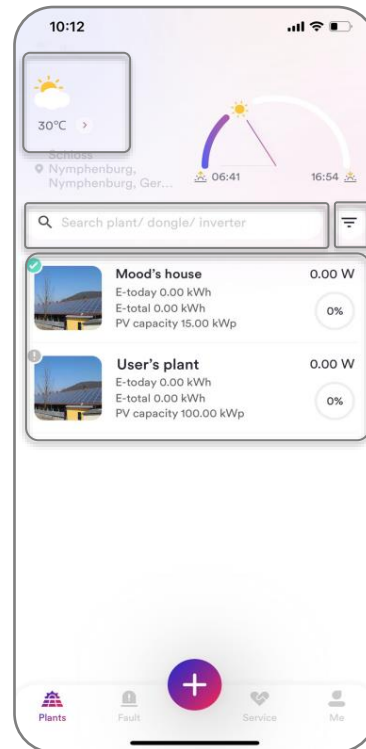 10:12
30°C
Schloss
Nymphenburg,
Nymphenburg, Ger...
06:41
16:54
Search plant/ dongle/ inverter
Mood's house
0.00 W
E-today 0.00 kWh
E-total 0.00 kWh
PV capacity 15.00 kWp
0%
User's plant
0.00 W
E-today 0.00 kWh
E-total 0.00 kWh
PV capacity 100.00 kWp
0%
Plants
Fault
Service
Me